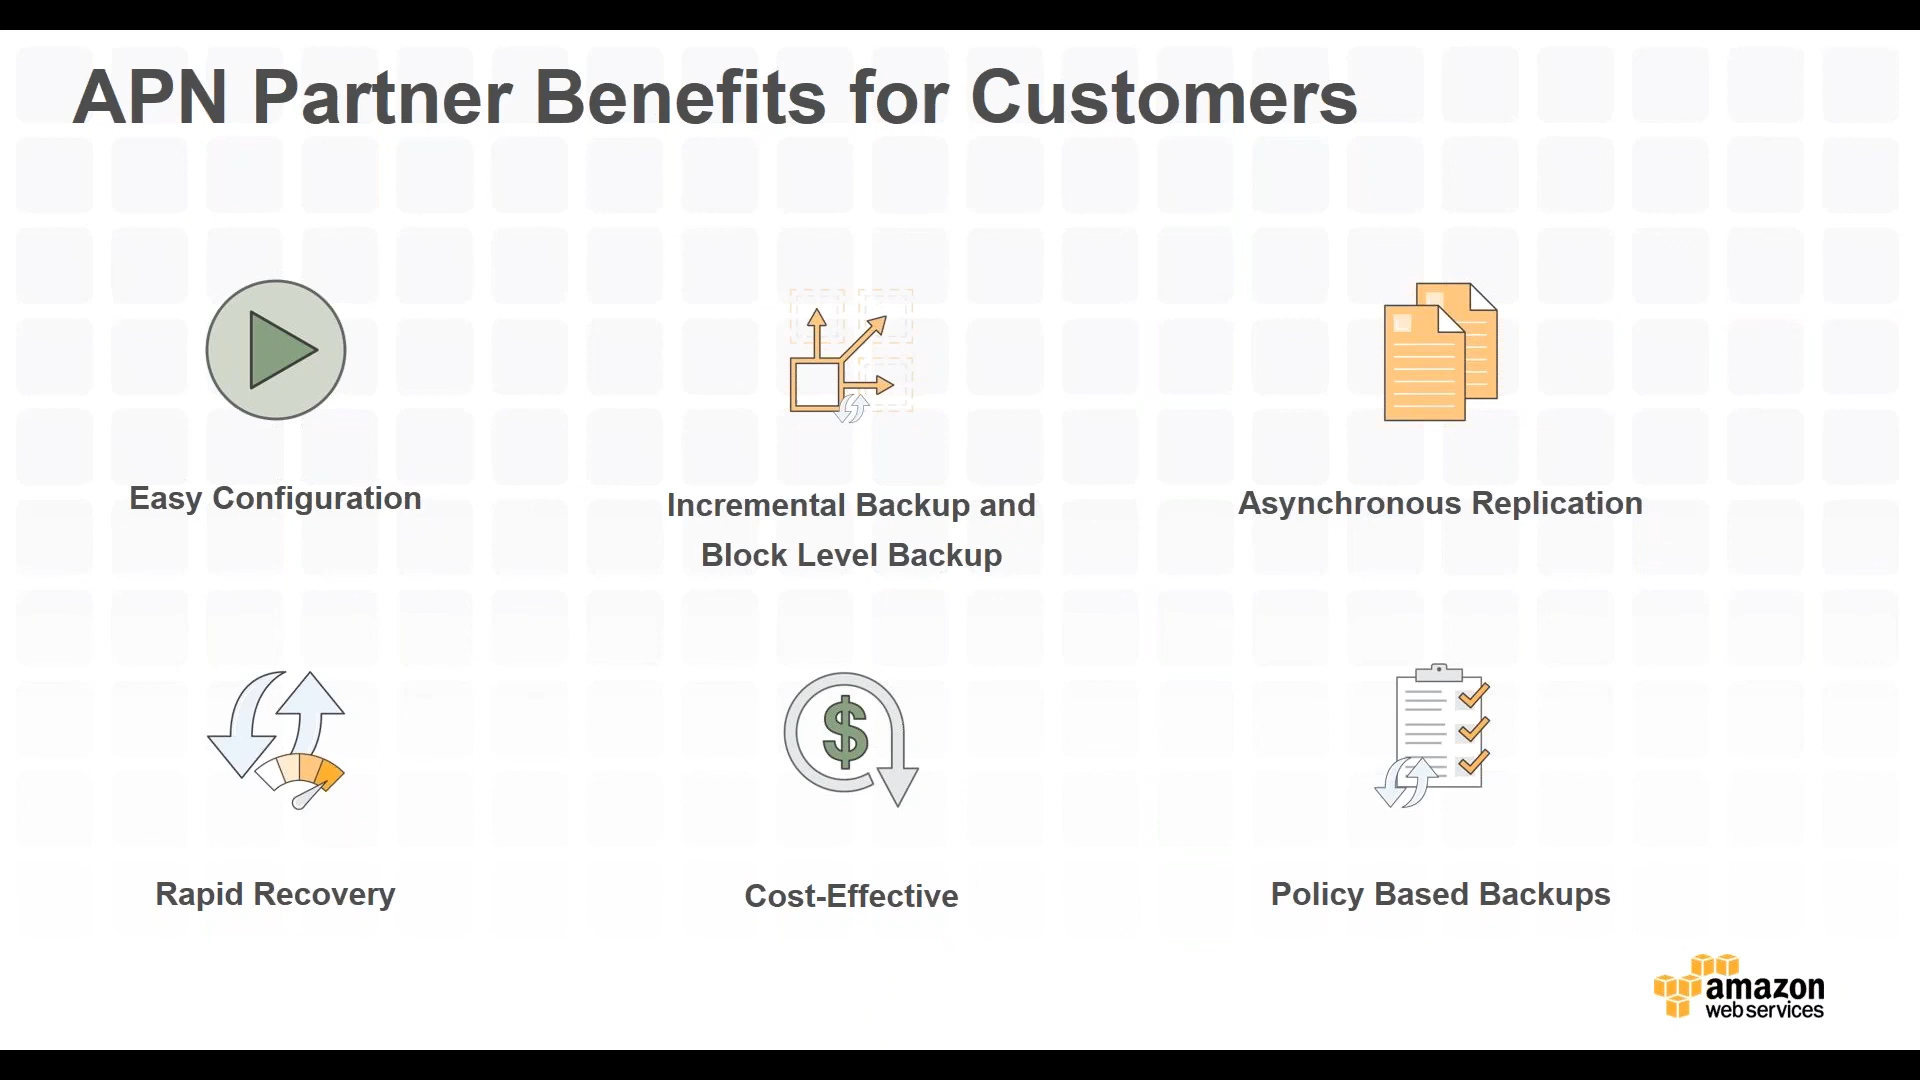 APN Partner Benefits for Customers
Easy Configuration
Incremental Backup and
Block Level Backup
Asynchronous Replication
$
Rapid Recovery
Cost-Effective
Policy Based Backups
amazon
web services